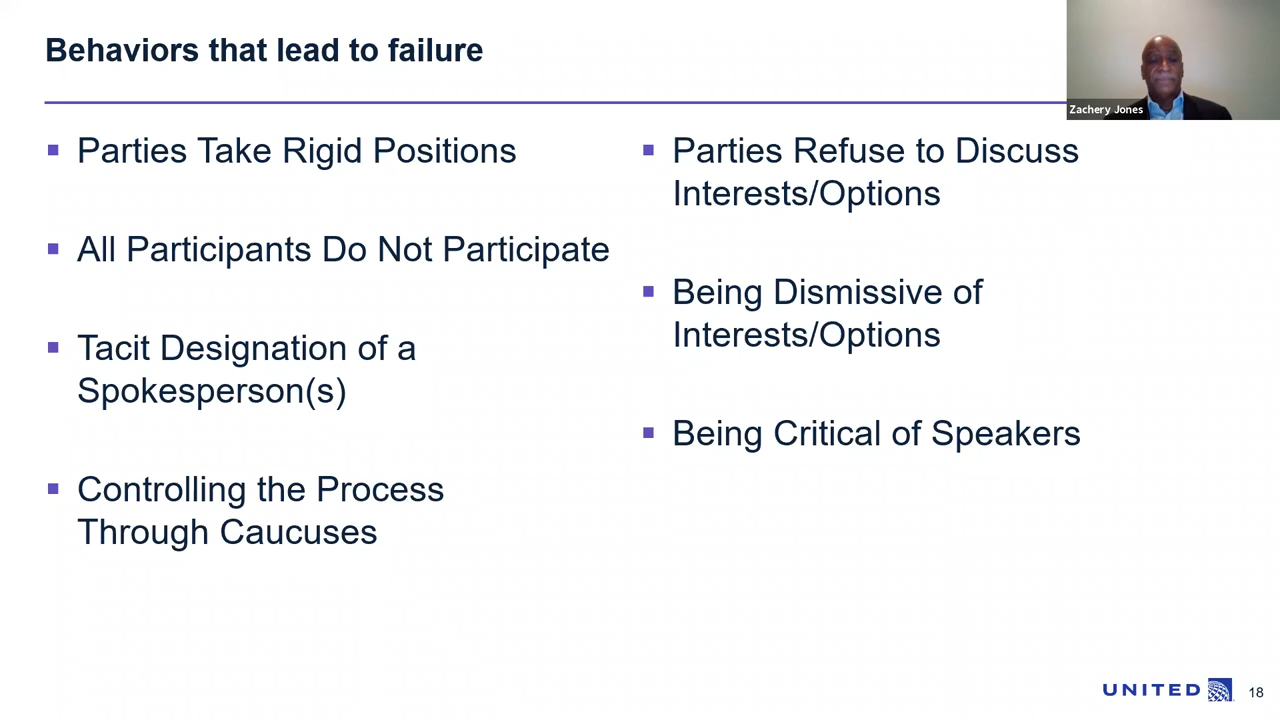 Behaviors that lead to failure
Zachery Jones
Parties Take Rigid Positions
All Participants Do Not Participate
Tacit Designation of a
Spokesperson(s)
Controlling the Process
Through Caucuses
Parties Refuse to Discuss
Interests/Options
Being Dismissive of
Interests/Options
Being Critical of Speakers
UNITED
18